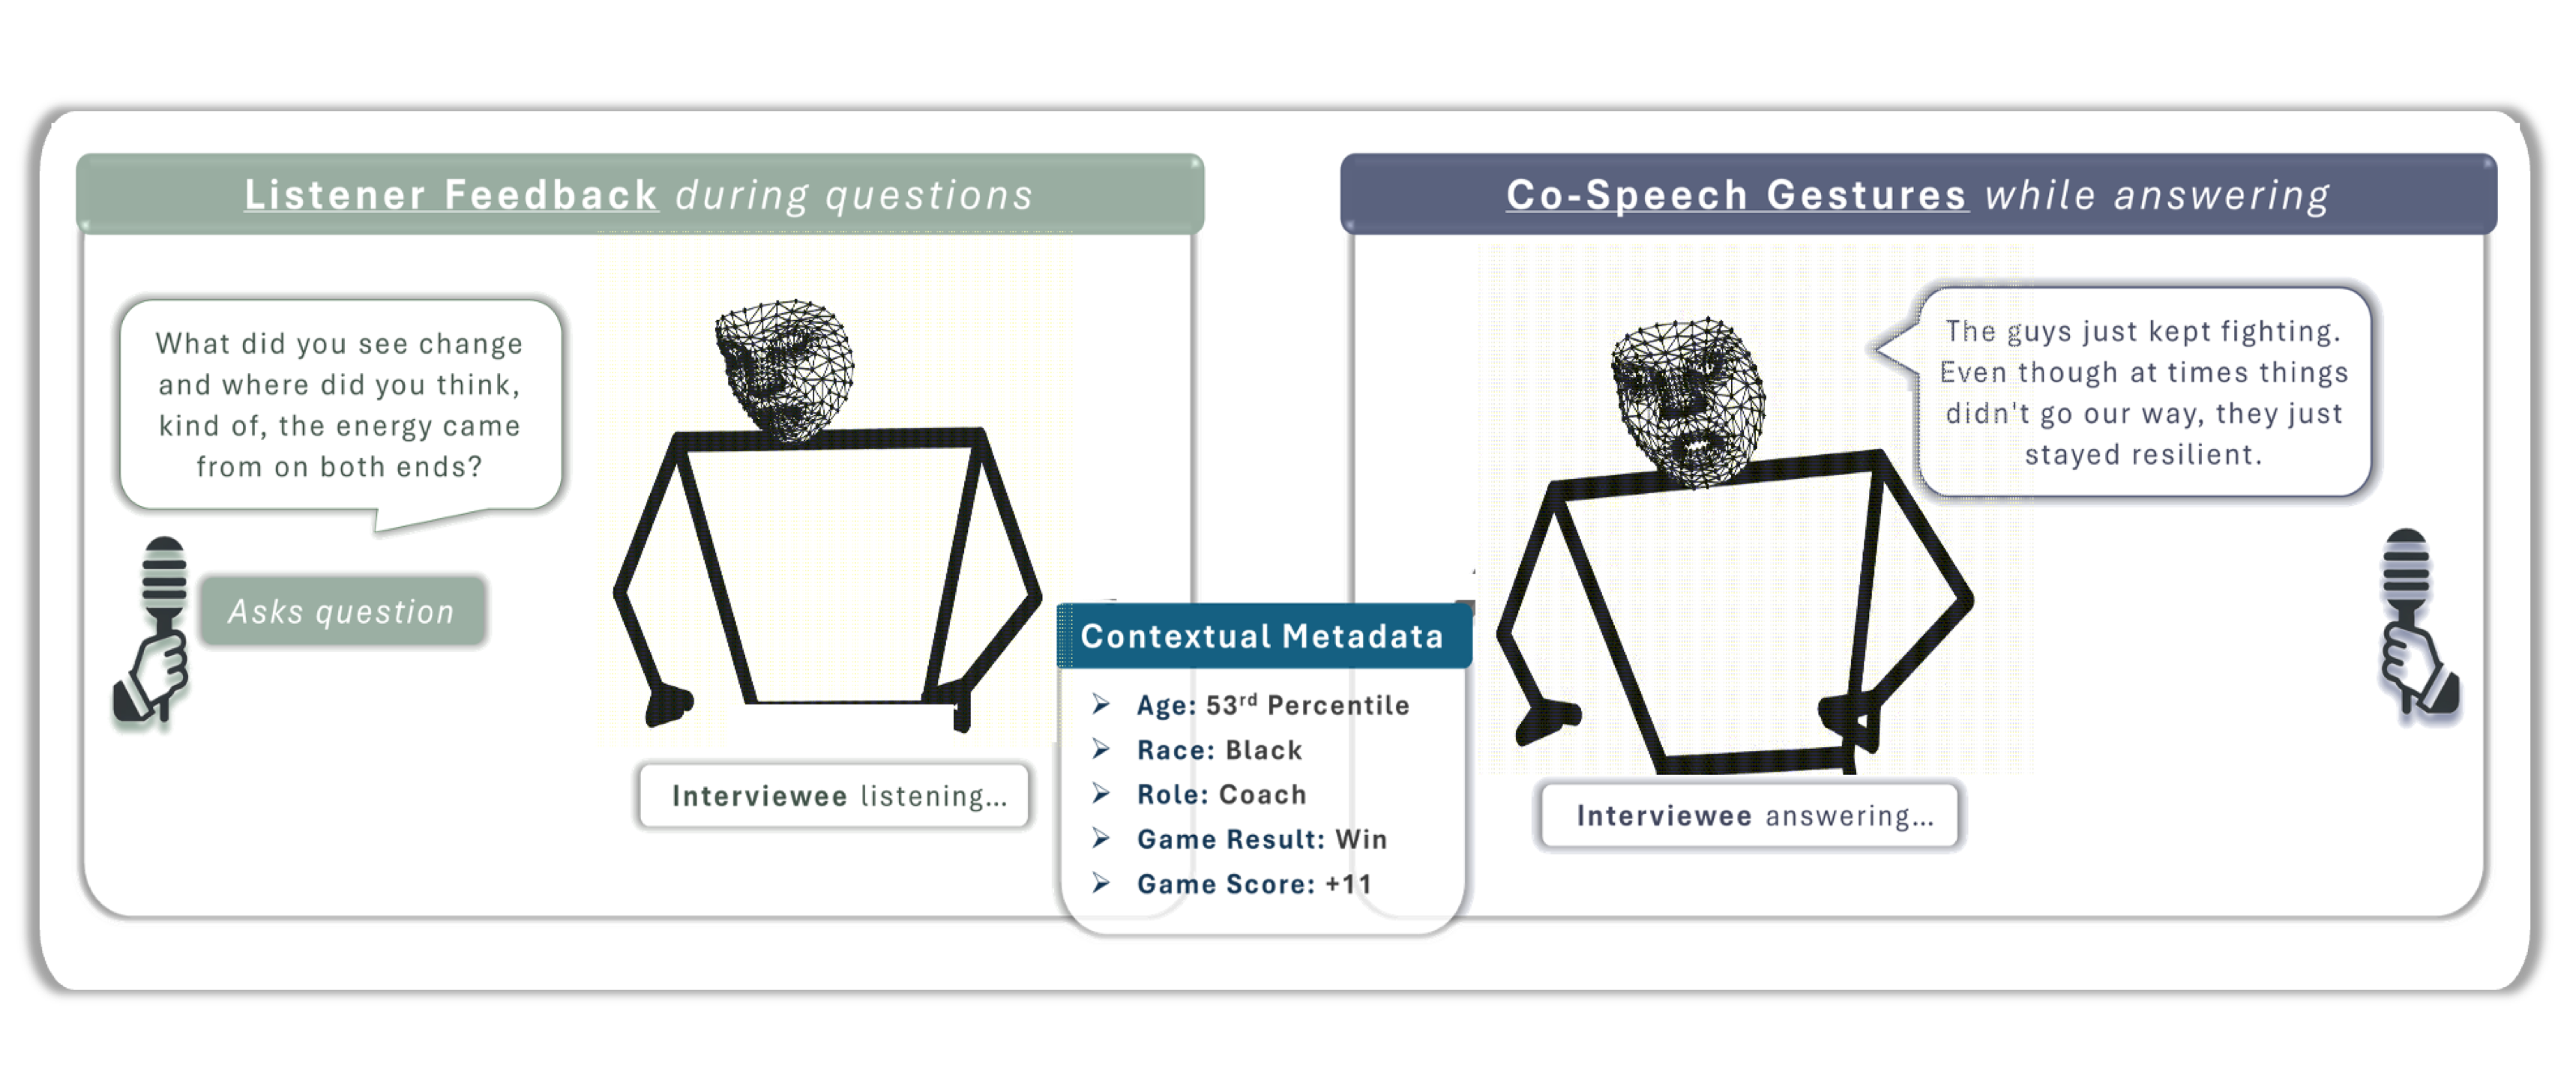 Listener Feedback during questions
What did you see change
and where did you think,
kind of, the energy came
from on both ends?
Asks question
Interviewee listening...
Contextual Metadata
Age: 53rd Percentile
Race: Black
Role: Coach
Game Result: Win
Game Score: +11
Co-Speech Gestures while answering
The guys just kept fighting.
Even though at times things
didn't go our way, they just
stayed resilient.
Interviewee answering...